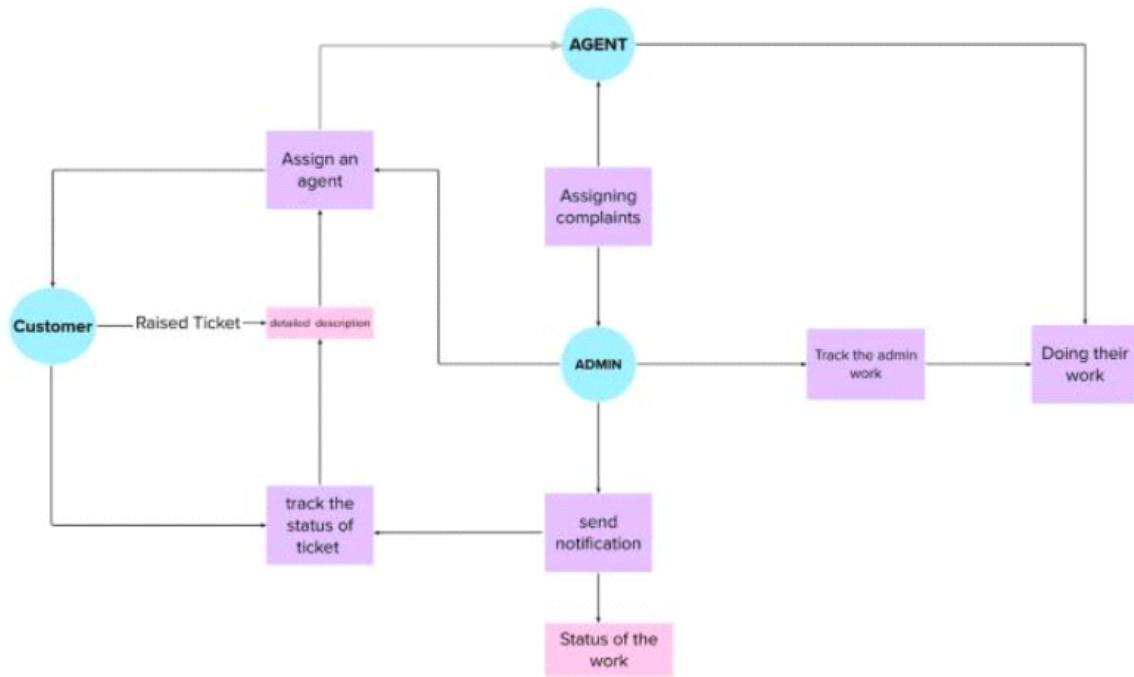 AGENT
Assign an
agent
Assigning
complaints
Customer
Raised Ticket
detailed description
ADMIN
Track the admin
work
Doing their
work
track the
status of
ticket
send
notification
Status of the
work